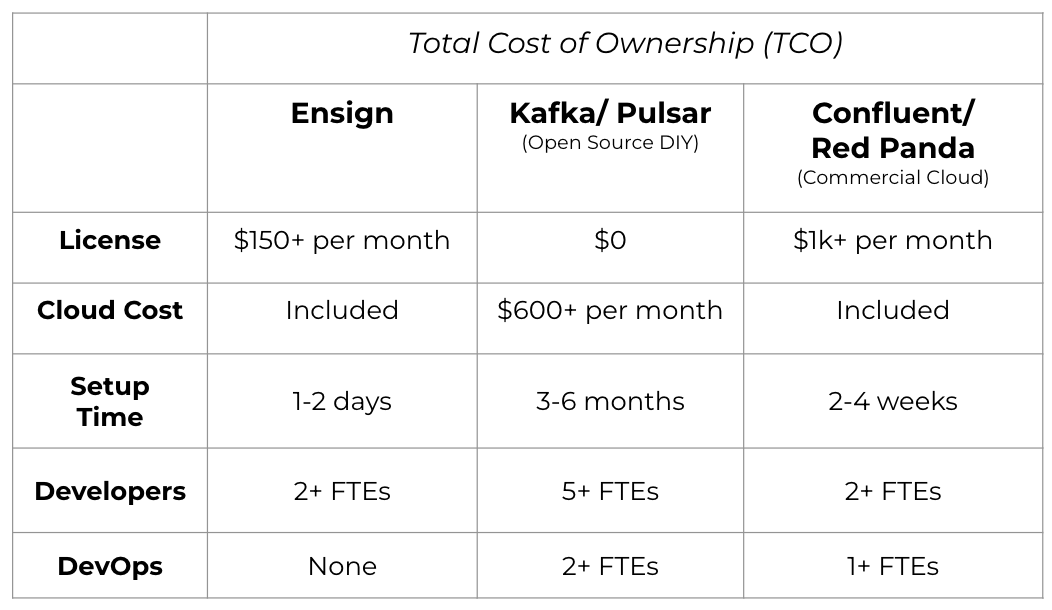 Total Cost of Ownership (TCO)
Ensign
Kafka/ Pulsar
(Open Source DIY)
Confluent/
Red Panda
(Commercial Cloud)
License
$150+ per month
$0
$1k+ per month
Cloud Cost
Included
$600+ per month
Included
Setup
Time
1-2 days
3-6 months
2-4 weeks
Developers
2+ FTEs
5+ FTEs
2+ FTEs
DevOps
None
2+ FTEs
1+ FTEs